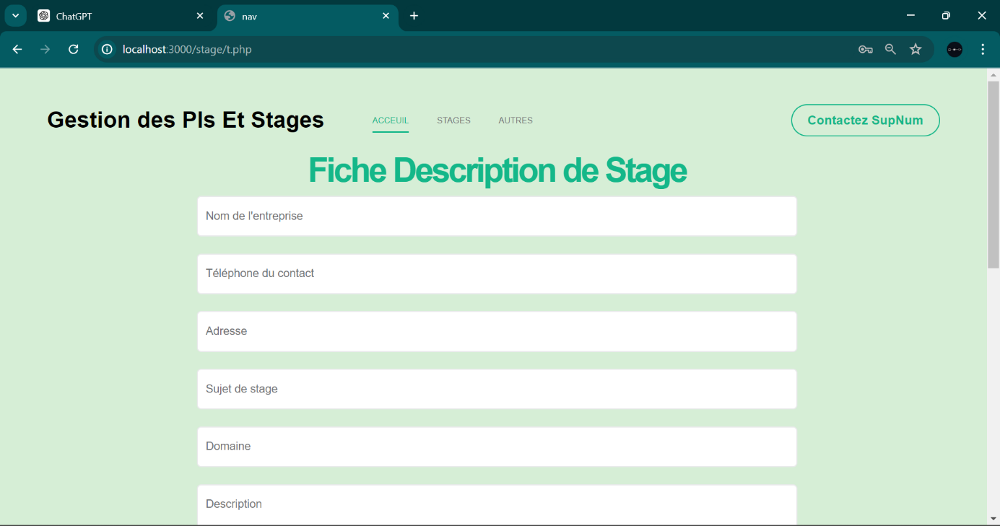 ChatGPT
nav
localhost:3000/stage/t.php
Gestion des PIs Et Stages
ACCEUIL
STAGES
AUTRES
Contactez SupNum
Fiche Description de Stage
Nom de l'entreprise
Téléphone du contact
Adresse
Sujet de stage
Domaine
Description